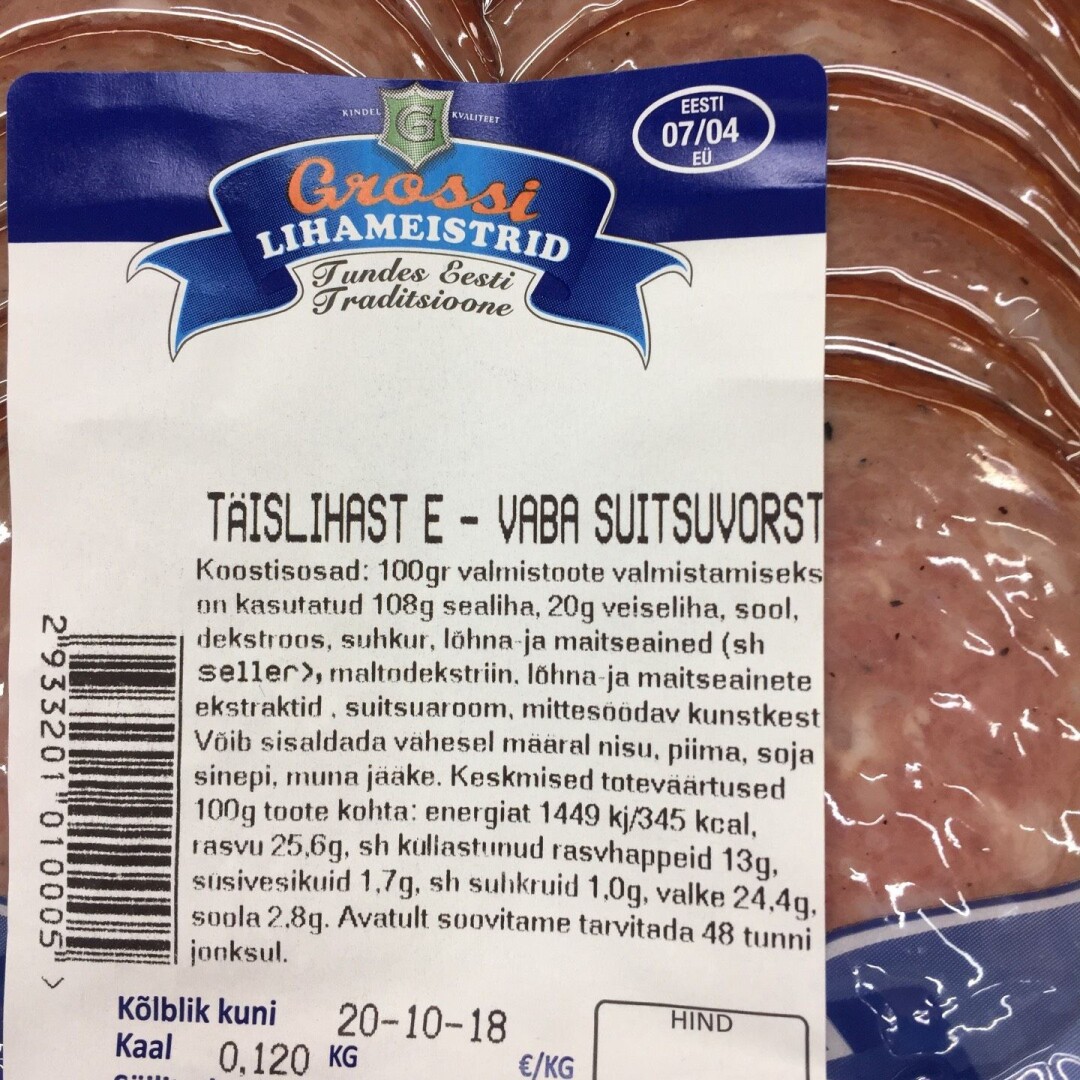 KINDEL KVALITEET
G
EESTI
07/04
EÜ
Grossi
LIHAMEISTRID
Tundes Eesti
Traditsioone
TÄISLIHAST E - VABA SUITSUVORST
Koostisosad: 100gr valmistoote valmistamiseks
on kasutatud 108g sealiha, 20g veiseliha, sool,
dekstroos, suhkur, lõhna-ja maitseained (sh
seller), maltodekstriin, lõhna-ja maitseainete
ekstraktid , suitsuaroom, mittesöödav kunstkest
Võib sisaldada vähesel määral nisu, piima, soja
sinepi, muna jääke. Keskmised toteväärtused
100g toote kohta: energiat 1449 kj/345 kcal,
rasvu 25,6g, sh küllastunud rasvhappeid 13g,
süsivesikuid 1,7g, sh suhkruid 1,0g, valke 24,4g,
soola 2,8g. Avatult soovitame tarvitada 48 tunni
jooksul.
2 933201 010005 >
Kõlblik kuni 20-10-18
Kaal 0,120 KG €/KG
HIND